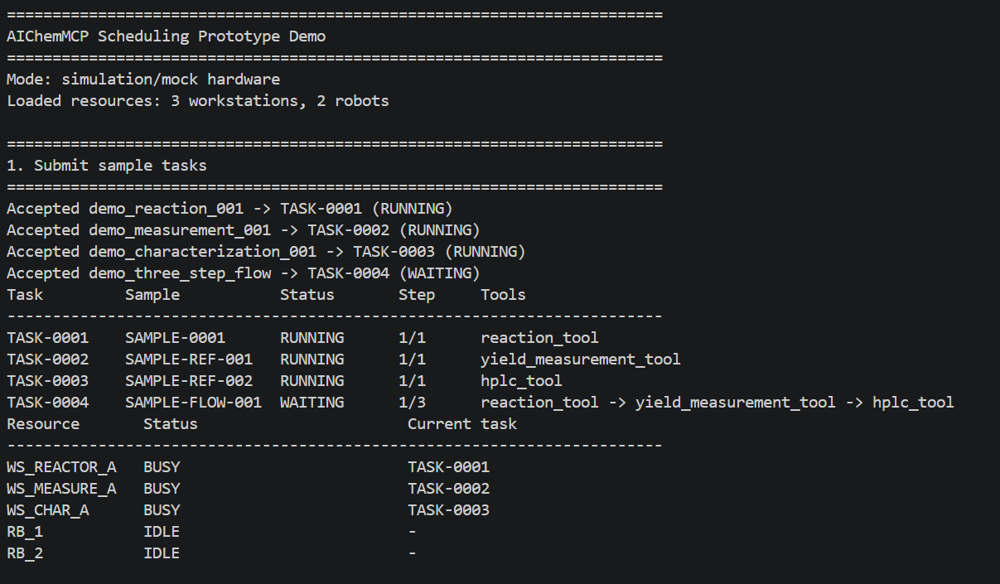 ========================================================================
AIChemMCP Scheduling Prototype Demo
========================================================================
Mode: simulation/mock hardware
Loaded resources: 3 workstations, 2 robots
========================================================================
1. Submit sample tasks
========================================================================
Accepted demo_reaction_001 -> TASK-0001 (RUNNING)
Accepted demo_measurement_001 -> TASK-0002 (RUNNING)
Accepted demo_characterization_001 -> TASK-0003 (RUNNING)
Accepted demo_three_step_flow -> TASK-0004 (WAITING)
Task    Sample           Status       Step     Tools
------------------------------------------------------------------------
TASK-0001    SAMPLE-0001      RUNNING      1/1      reaction_tool
TASK-0002    SAMPLE-REF-001   RUNNING      1/1      yield_measurement_tool
TASK-0003    SAMPLE-REF-002   RUNNING      1/1      hplc_tool
TASK-0004    SAMPLE-FLOW-001  WAITING      1/3      reaction_tool -> yield_measurement_tool -> hplc_tool
Resource       Status                       Current task
------------------------------------------------------------------------
WS_REACTOR_A   BUSY                         TASK-0001
WS_MEASURE_A   BUSY                         TASK-0002
WS_CHAR_A      BUSY                         TASK-0003
RB_1           IDLE                         -
RB_2           IDLE                         -